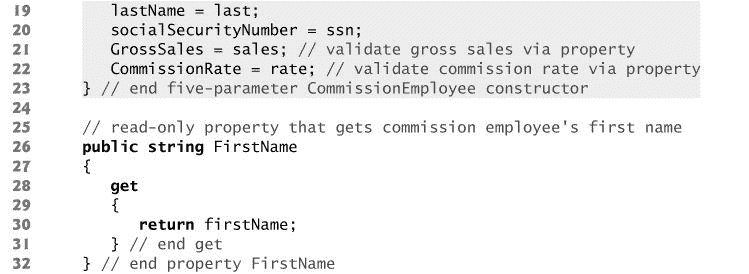 19 lastName = last;
20 socialSecurityNumber = ssn;
21 GrossSales = sales; // validate gross sales via property
22 CommissionRate = rate; // validate commission rate via property
23 } // end five-parameter CommissionEmployee constructor
24
25 // read-only property that gets commission employee's first name
26 public string FirstName
27 {
28 get
29 {
30 return firstName;
31 } // end get
32 } // end property FirstName